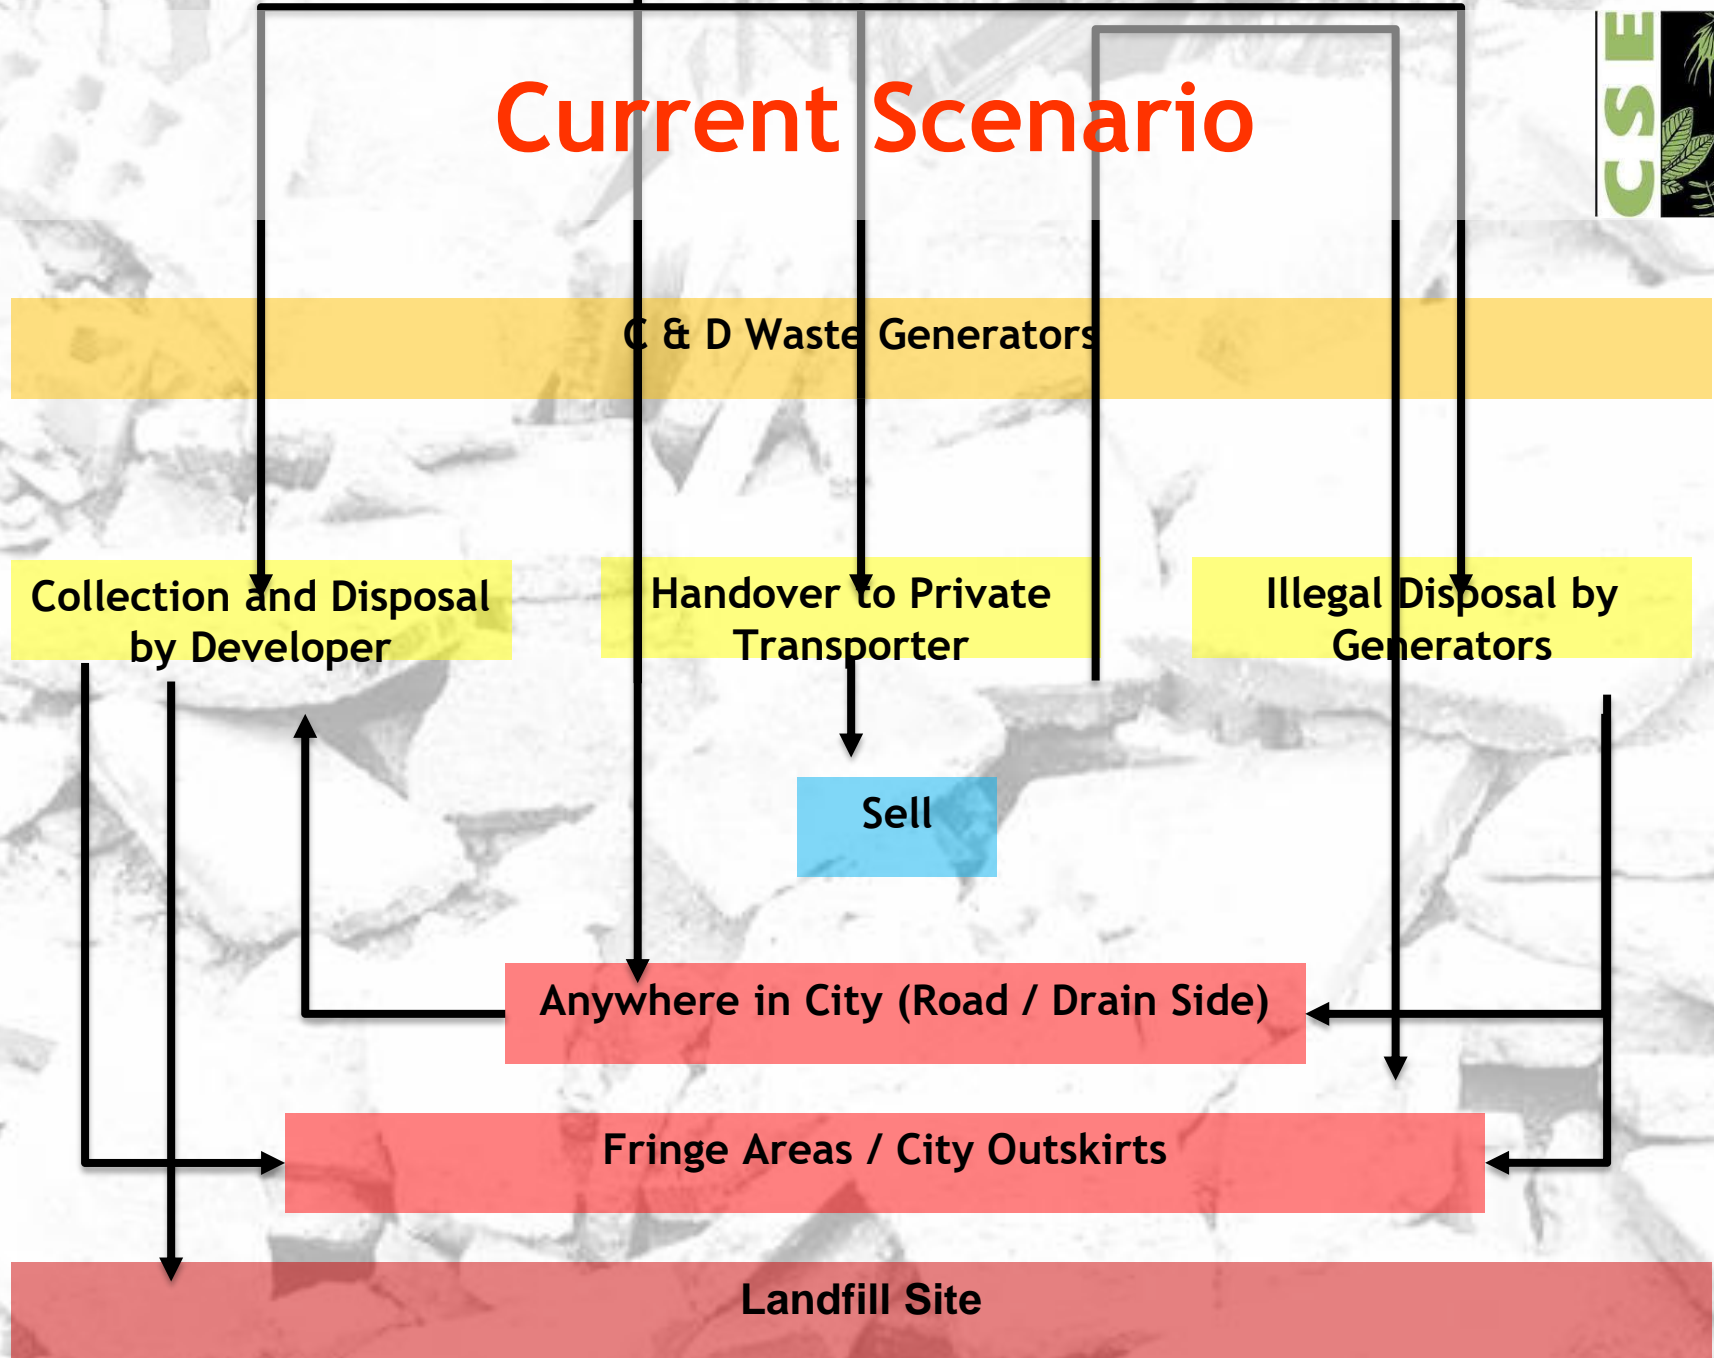 Current Scenario
CSE
C & D Waste Generators
Collection and Disposal
by Developer
Handover to Private
Transporter
Illegal Disposal by
Generators
Sell
Anywhere in City (Road / Drain Side)
Fringe Areas / City Outskirts
Landfill Site